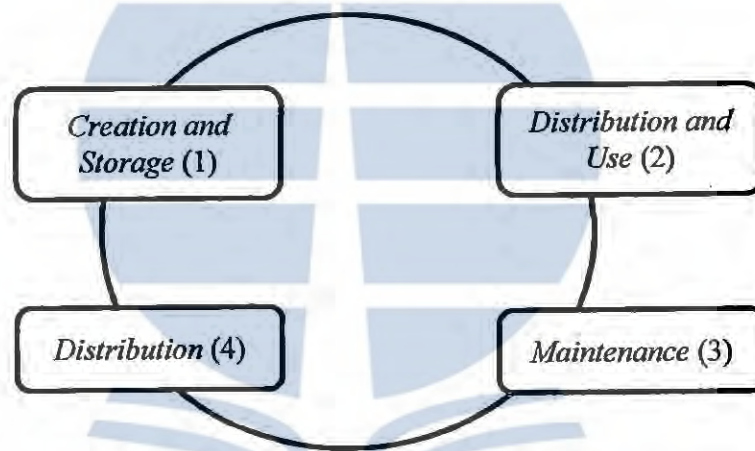 Creation and
Storage (1)
Distribution and
Use (2)
Distribution (4)
Maintenance (3)